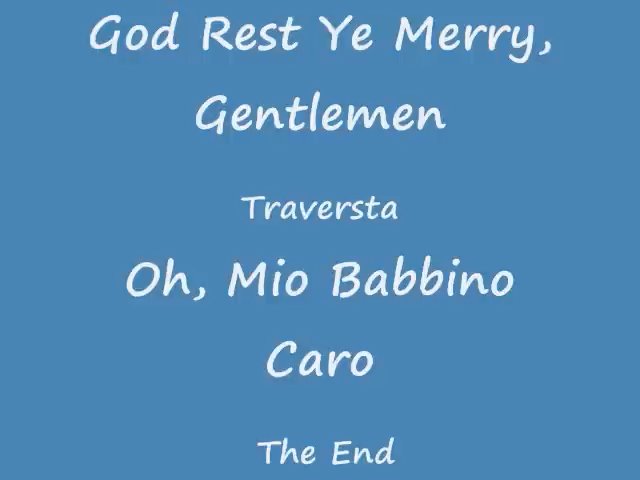 God Rest Ye Merry,
Gentlemen
Traversta
Oh, Mio Babbino
Caro
The End